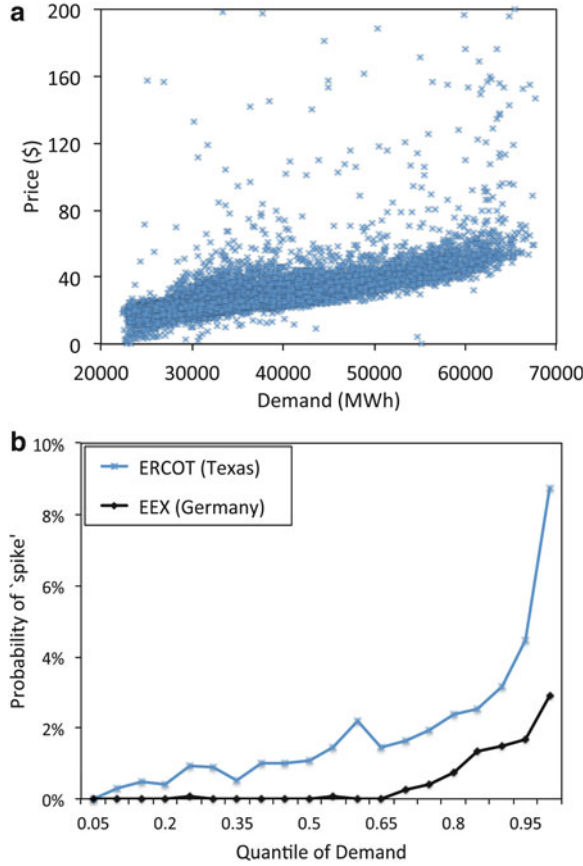 a
200
160
120
80
40
0
Price ($)
20000 30000 40000 50000 60000 70000
Demand (MWh)
b
10%
8%
6%
4%
2%
0%
Probability of `spike'
ERCOT (Texas)
EEX (Germany)
0.05 0.2 0.35 0.5 0.65 0.8 0.95
Quantile of Demand